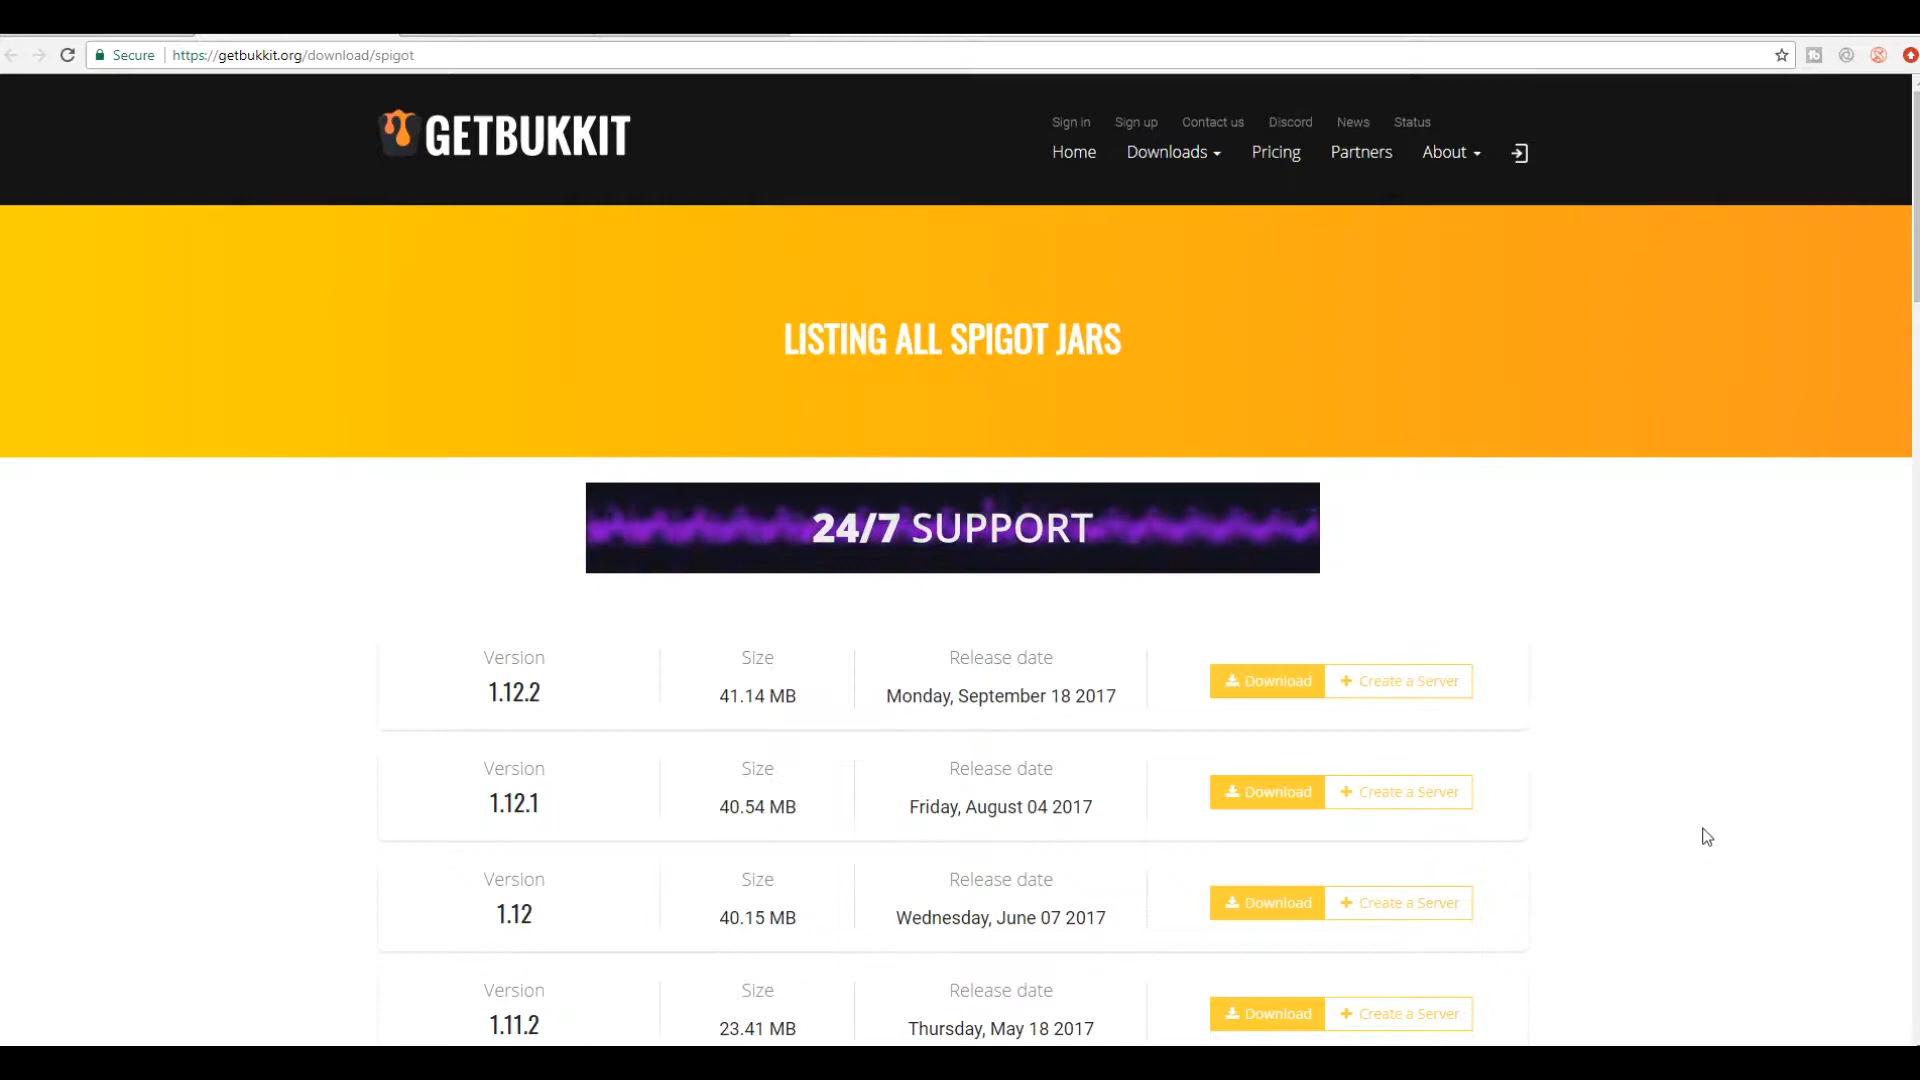 Secure https://getbukkit.org/download/spigot
GETBUKKIT
Sign in Sign up Contact us Discord News Status
Home Downloads Pricing Partners About
LISTING ALL SPIGOT JARS
24/7 SUPPORT
Version Size Release date
1.12.2 41.14 MB Monday, September 18 2017 Download Create a Server
Version Size Release date
1.12.1 40.54 MB Friday, August 04 2017 Download Create a Server
Version Size Release date
1.12 40.15 MB Wednesday, June 07 2017 Download Create a Server
Version Size Release date
1.11.2 23.41 MB Thursday, May 18 2017 Download Create a Server